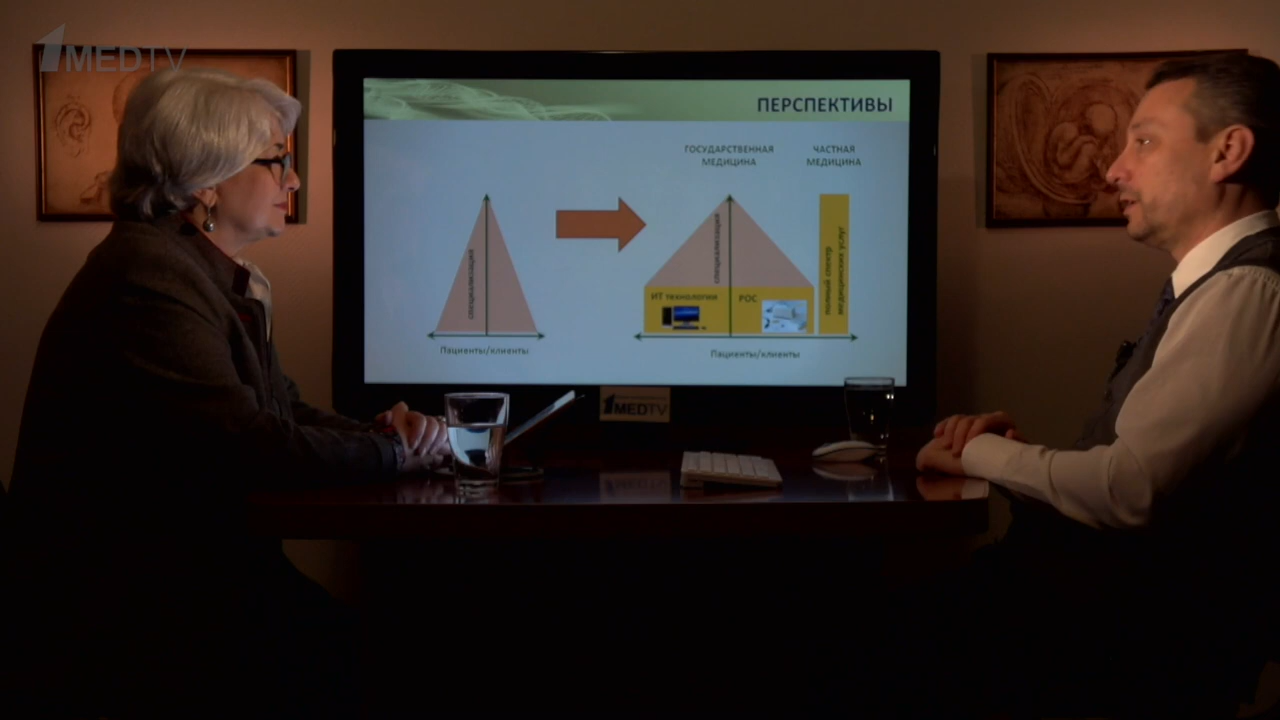 1MEDTV
ПЕРСПЕКТИВЫ
ГОСУДАРСТВЕННАЯ
МЕДИЦИНА
ЧАСТНАЯ
МЕДИЦИНА
специализация
Пациенты/клиенты
специализация
ИТ технологии
POC
полный спектр
медицинских услуг
Пациенты/клиенты
1MEDTV